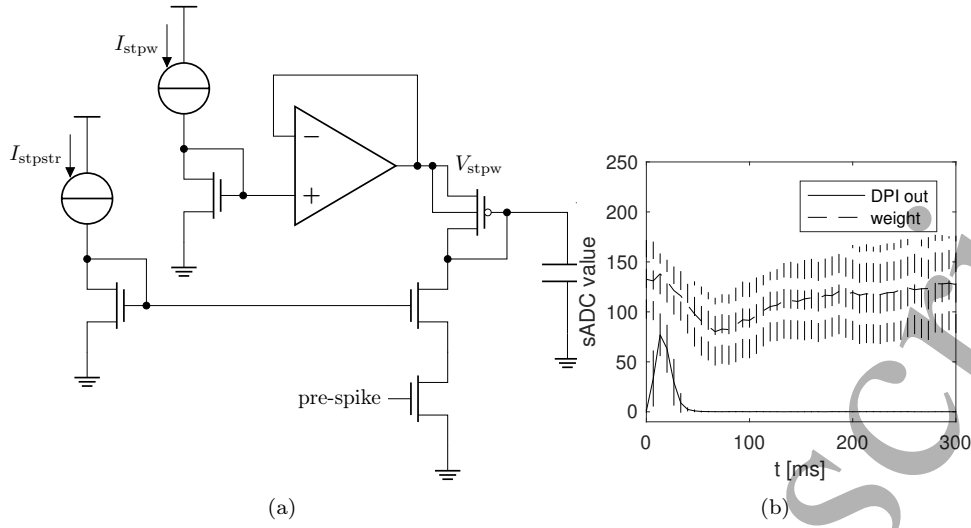 I_stpw
I_stpstr
V_stpw
−
+
pre-spike
(a)
250
200
150
100
50
0
sADC value
DPI out
weight
0 100 200 300
t [ms]
(b)
scri